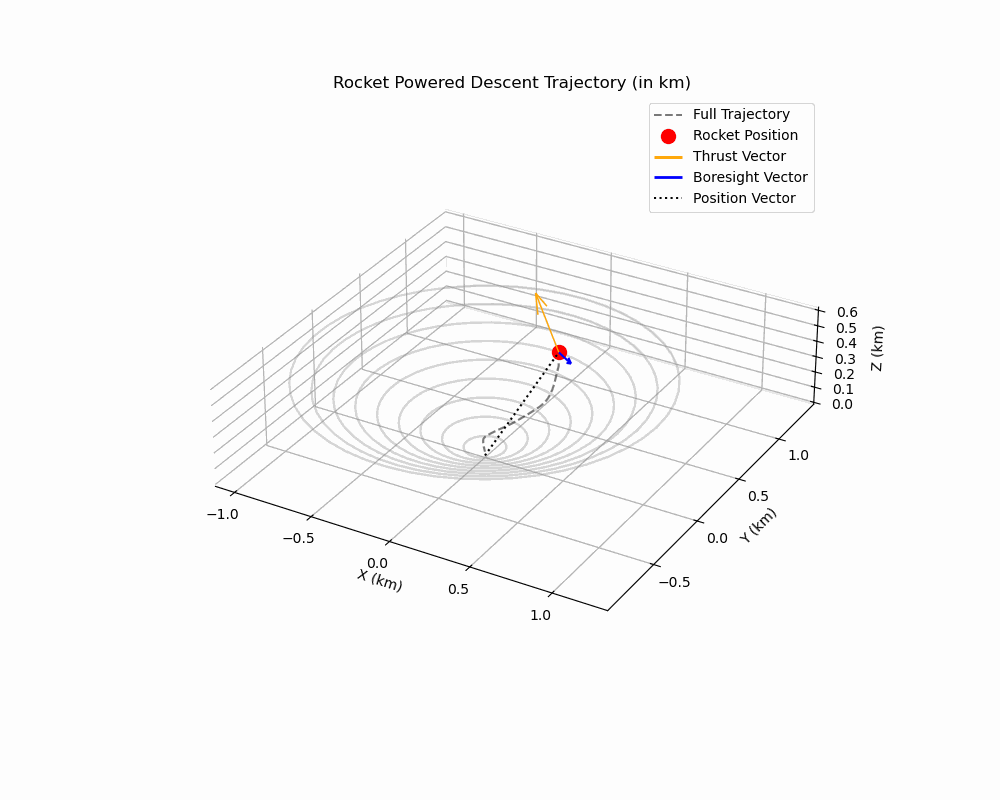 Rocket Powered Descent Trajectory (in km)
Full Trajectory
Rocket Position
Thrust Vector
Boresight Vector
Position Vector
0.6
0.5
0.4
0.3
0.2
0.1
0.0
Z (km)
1.0
0.5
0.0
−0.5
Y (km)
−1.0
−0.5
0.0
0.5
1.0
X (km)